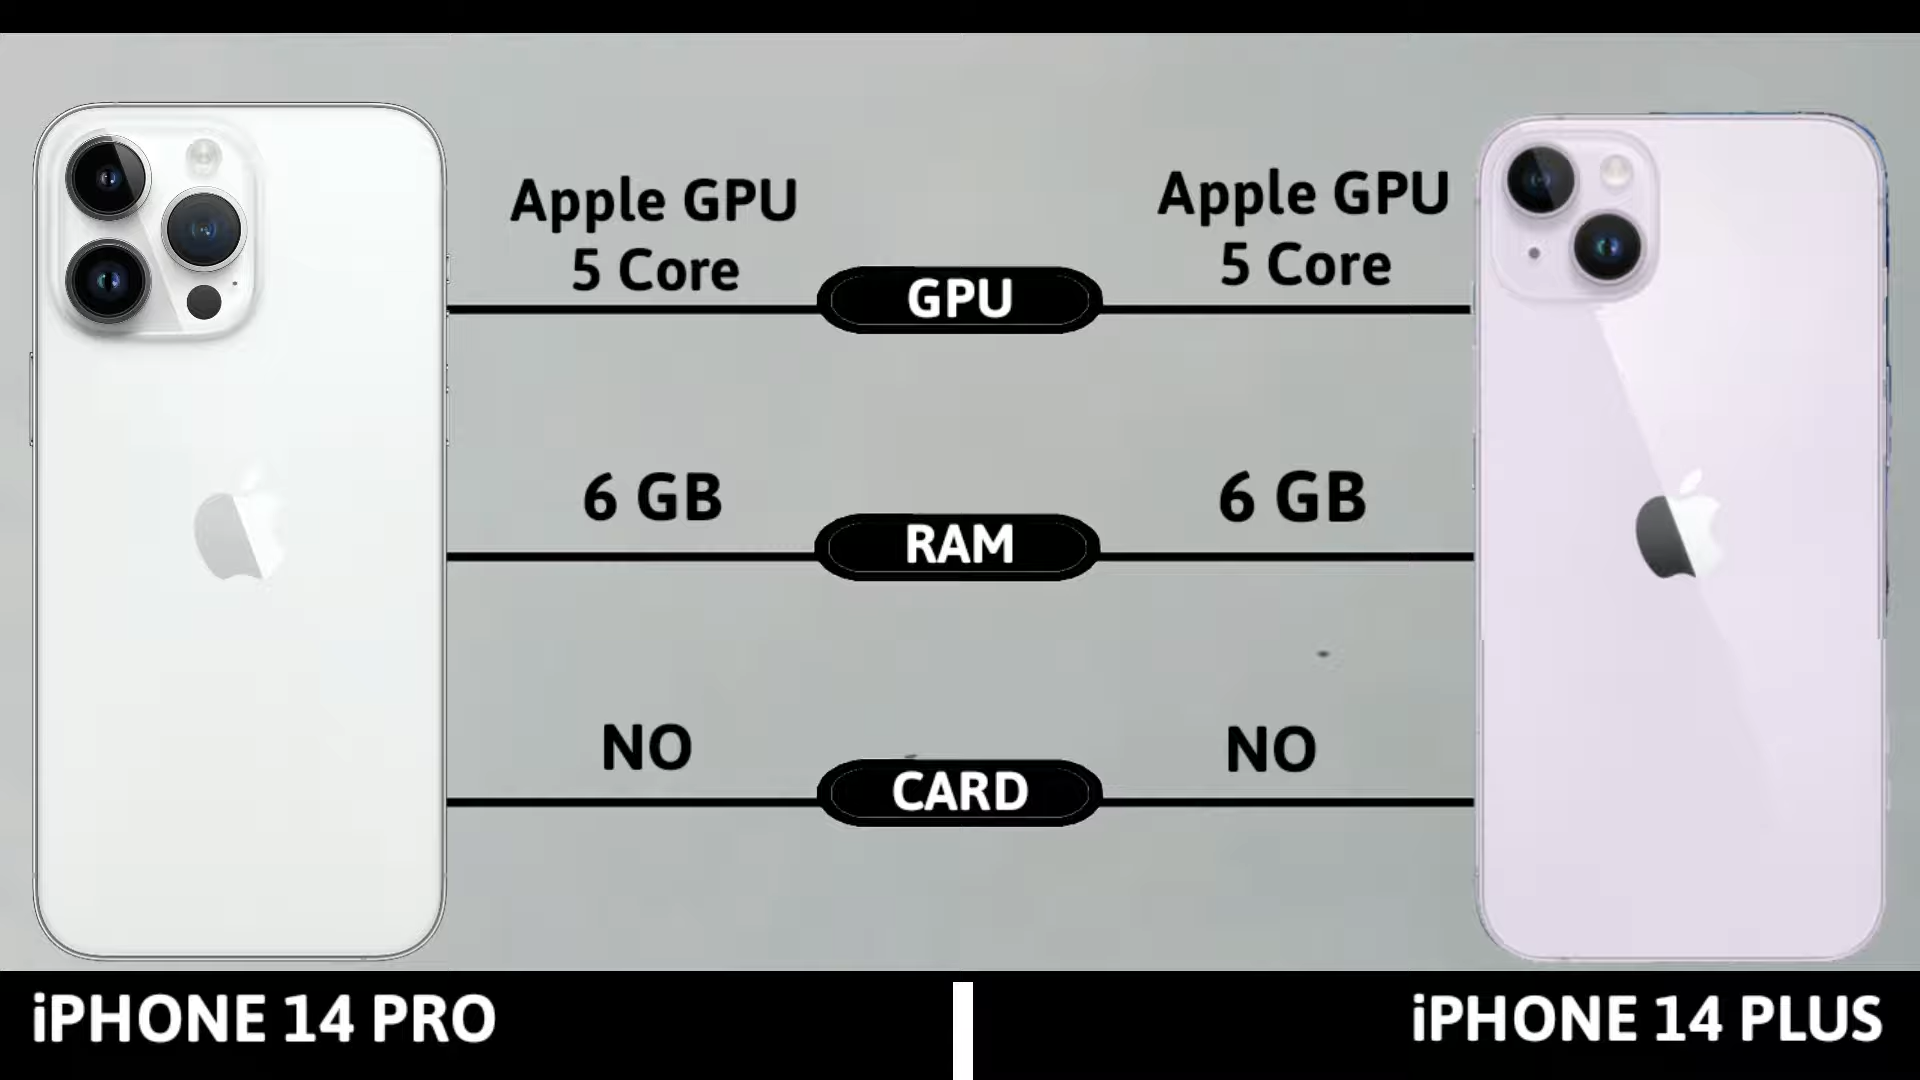 Apple GPU
5 Core
GPU
Apple GPU
5 Core
6 GB
RAM
6 GB
NO
CARD
NO
iPHONE 14 PRO
iPHONE 14 PLUS